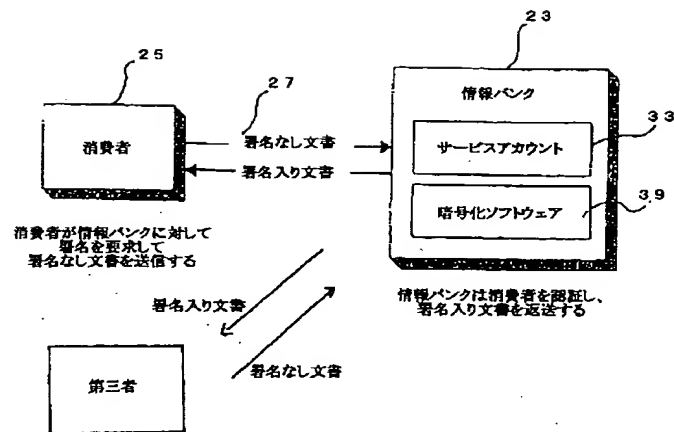 25
27
23
33
39
消費者
署名なし文書
署名入り文書
情報バンク
サービスアカウント
暗号化ソフトウェア
消費者が情報バンクに対して
署名を要求して
署名なし文書を送信する
情報バンクは消費者を認証し、
署名入り文書を返送する
署名入り文書
署名なし文書
第三者